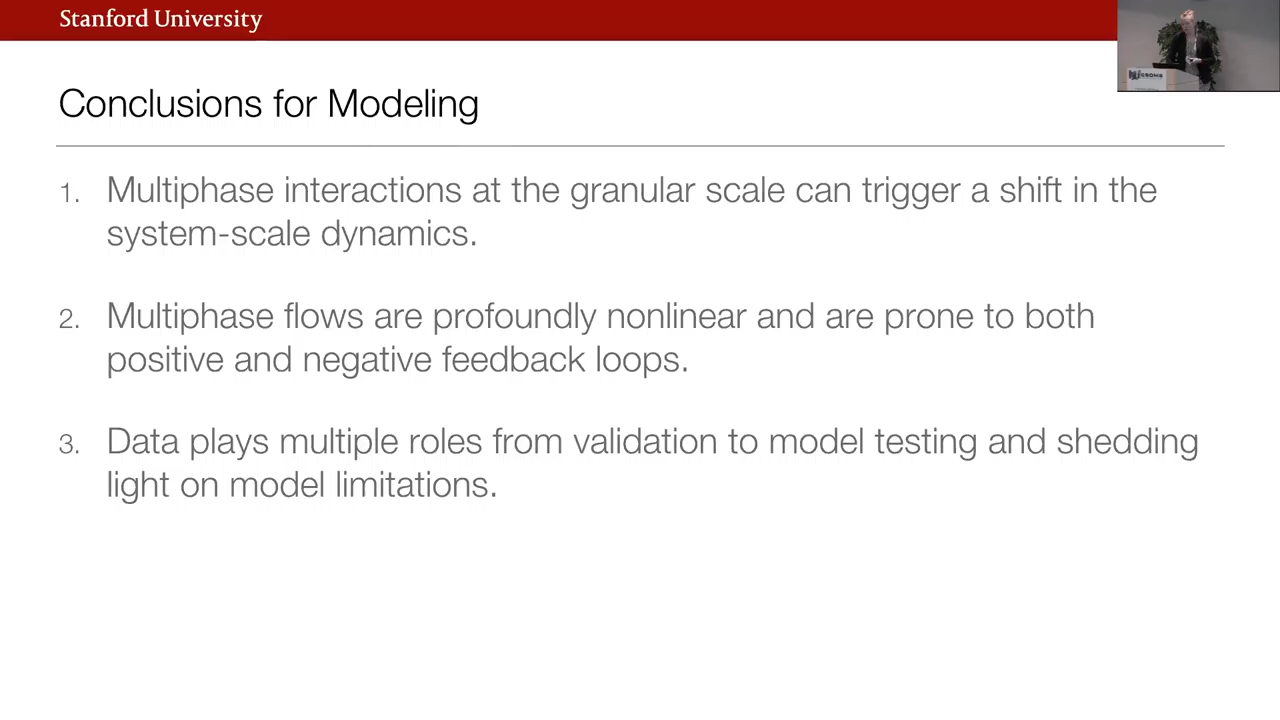 Stanford University
Conclusions for Modeling
1. Multiphase interactions at the granular scale can trigger a shift in the
system-scale dynamics.
2. Multiphase flows are profoundly nonlinear and are prone to both
positive and negative feedback loops.
3. Data plays multiple roles from validation to model testing and shedding
light on model limitations.